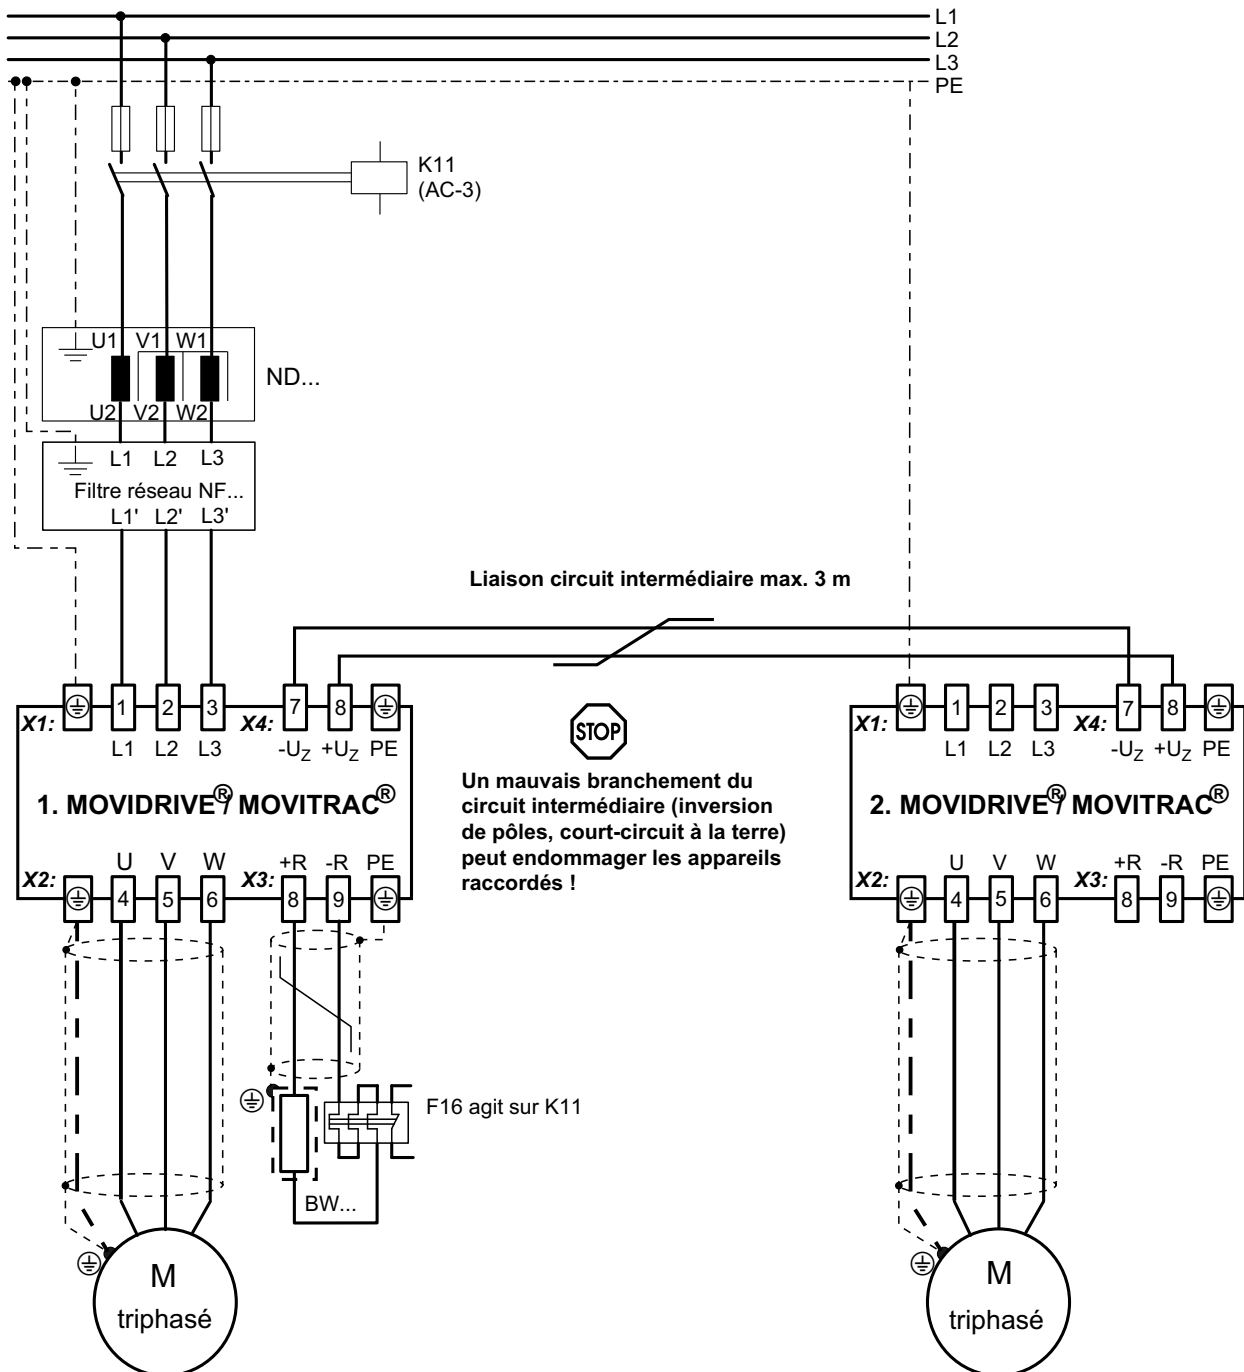 L1
L2
L3
PE
K11
(AC-3)
U1 V1 W1
ND...
U2 V2 W2
L1 L2 L3
Filtre réseau NF...
L1' L2' L3'
Liaison circuit intermédiaire max. 3 m
X1: 1 2 3 X4: 7 8
L1 L2 L3 -UZ +UZ PE
1. MOVIDRIVE®/ MOVITRAC®
U V W +R -R PE
X2: 4 5 6 X3: 8 9
STOP
Un mauvais branchement du
circuit intermédiaire (inversion
de pôles, court-circuit à la terre)
peut endommager les appareils
raccordés !
X1: 1 2 3 X4: 7 8
L1 L2 L3 -UZ +UZ PE
2. MOVIDRIVE®/ MOVITRAC®
U V W +R -R PE
X2: 4 5 6 X3: 8 9
F16 agit sur K11
BW...
M
triphasé
M
triphasé